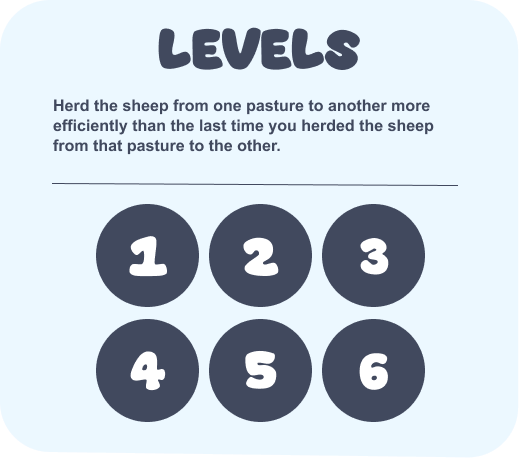 LEVELS
Herd the sheep from one pasture to another more
efficiently than the last time you herded the sheep
from that pasture to the other.
1 2 3
4 5 6